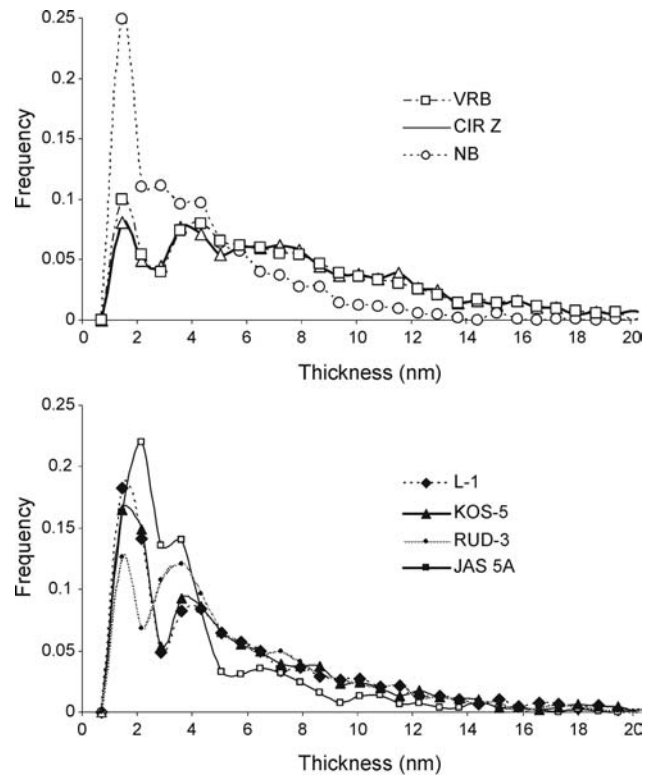 0.25
0.2
0.15
0.1
0.05
0
Frequency
VRB
CIR Z
NB
0 2 4 6 8 10 12 14 16 18 20
Thickness (nm)
0.25
0.2
0.15
0.1
0.05
0
Frequency
L-1
KOS-5
RUD-3
JAS 5A
0 2 4 6 8 10 12 14 16 18 20
Thickness (nm)